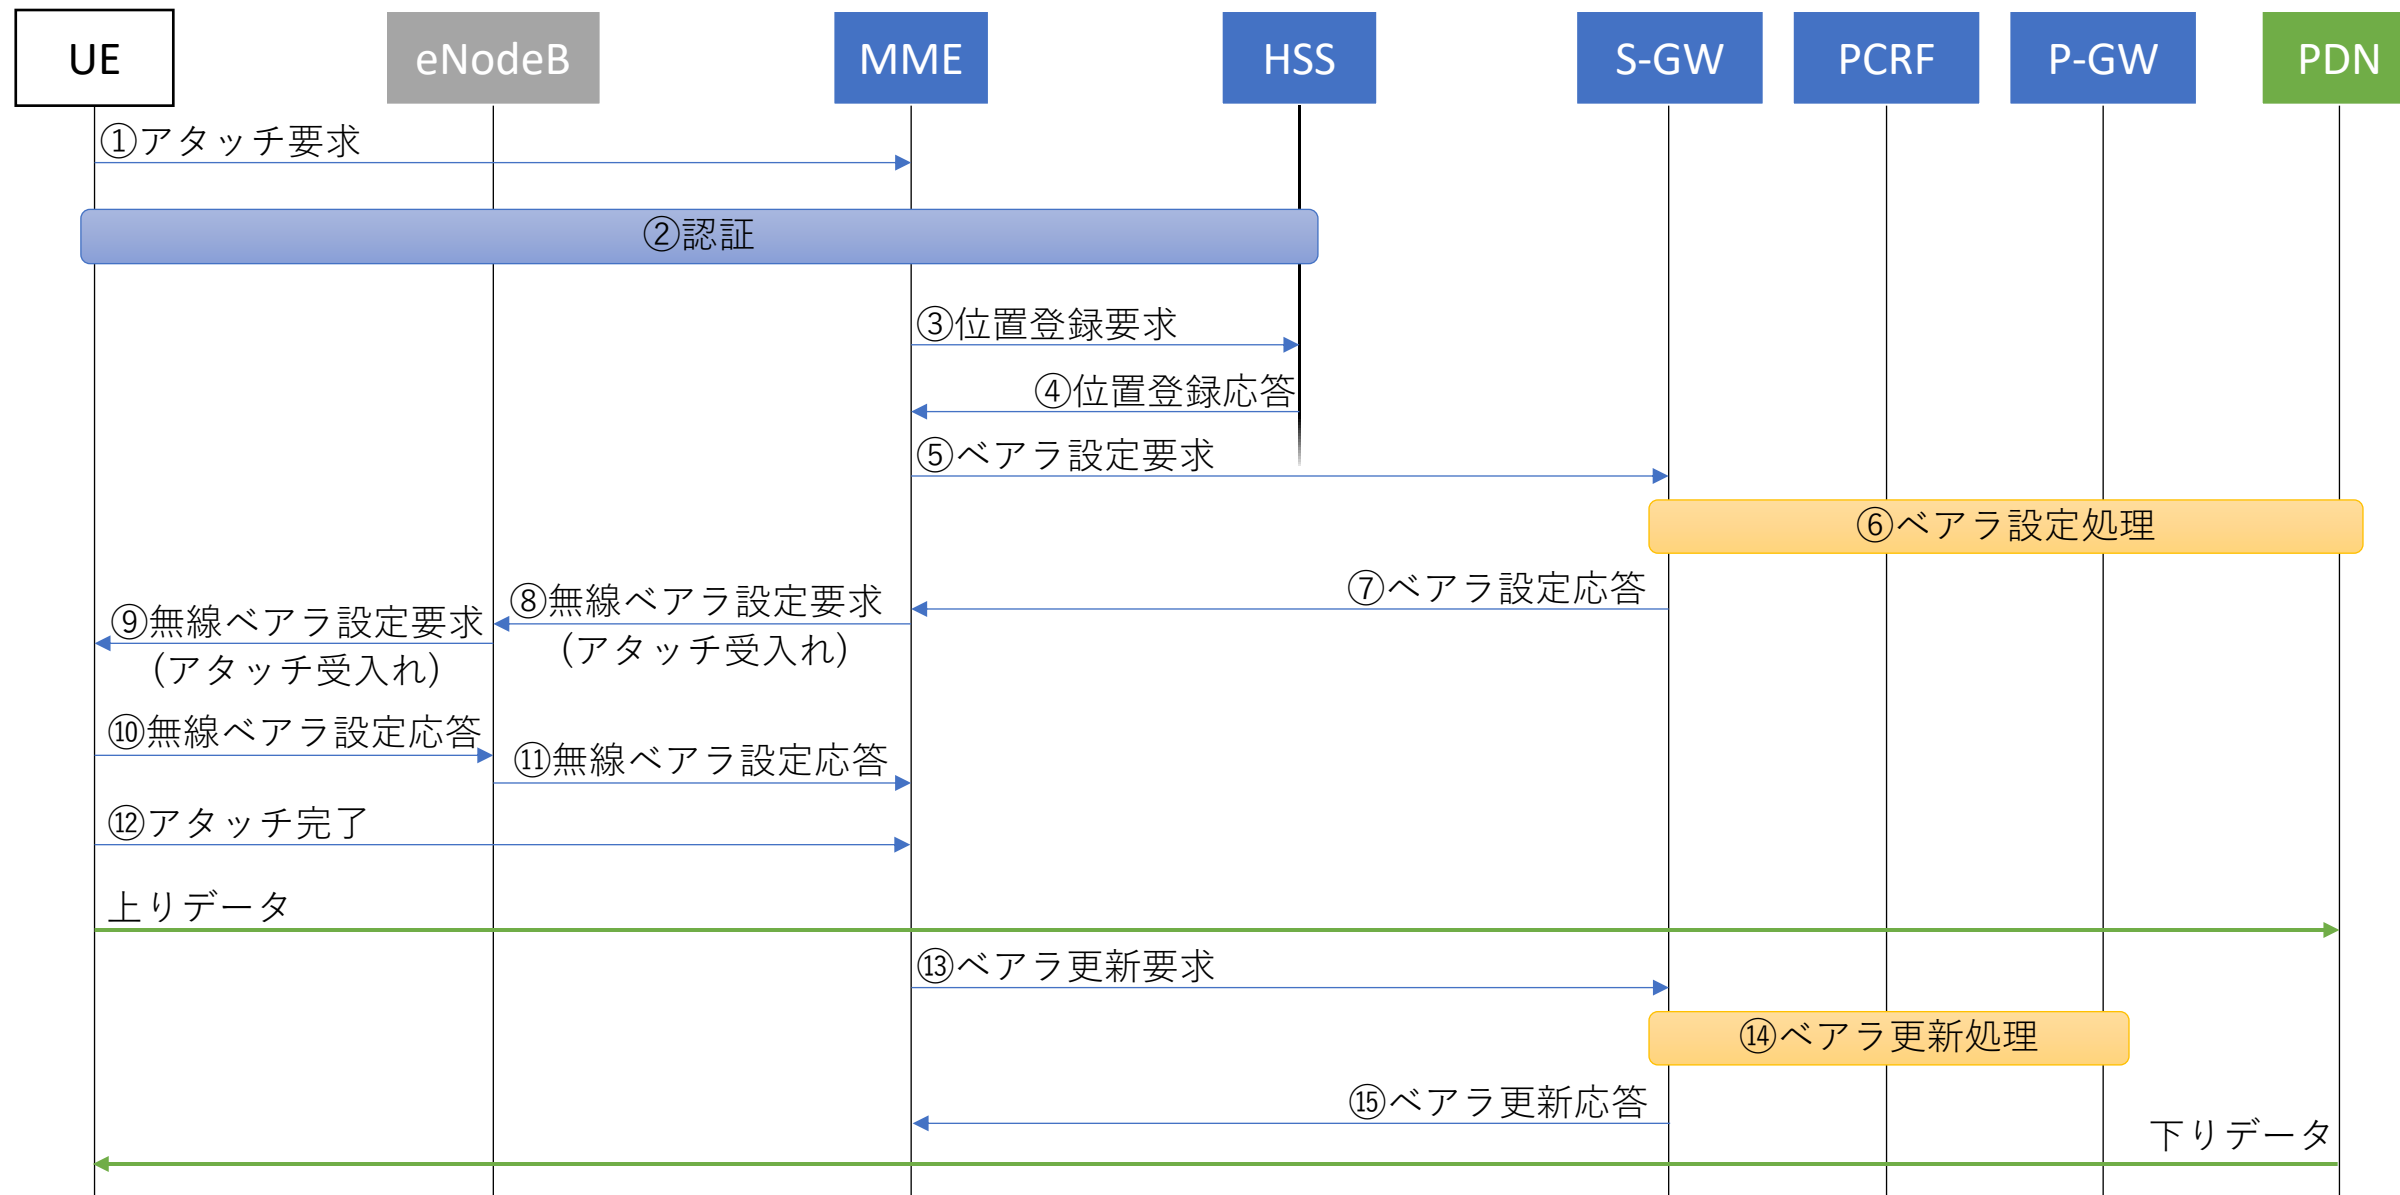 UE
eNodeB
MME
HSS
S-GW
PCRF
P-GW
PDN
①アタッチ要求
②認証
③位置登録要求
④位置登録応答
⑤ベアラ設定要求
⑥ベアラ設定処理
⑦ベアラ設定応答
⑧無線ベアラ設定要求
(アタッチ受入れ)
⑨無線ベアラ設定要求
(アタッチ受入れ)
⑩無線ベアラ設定応答
⑪無線ベアラ設定応答
⑫アタッチ完了
上りデータ
⑬ベアラ更新要求
⑭ベアラ更新処理
⑮ベアラ更新応答
下りデータ